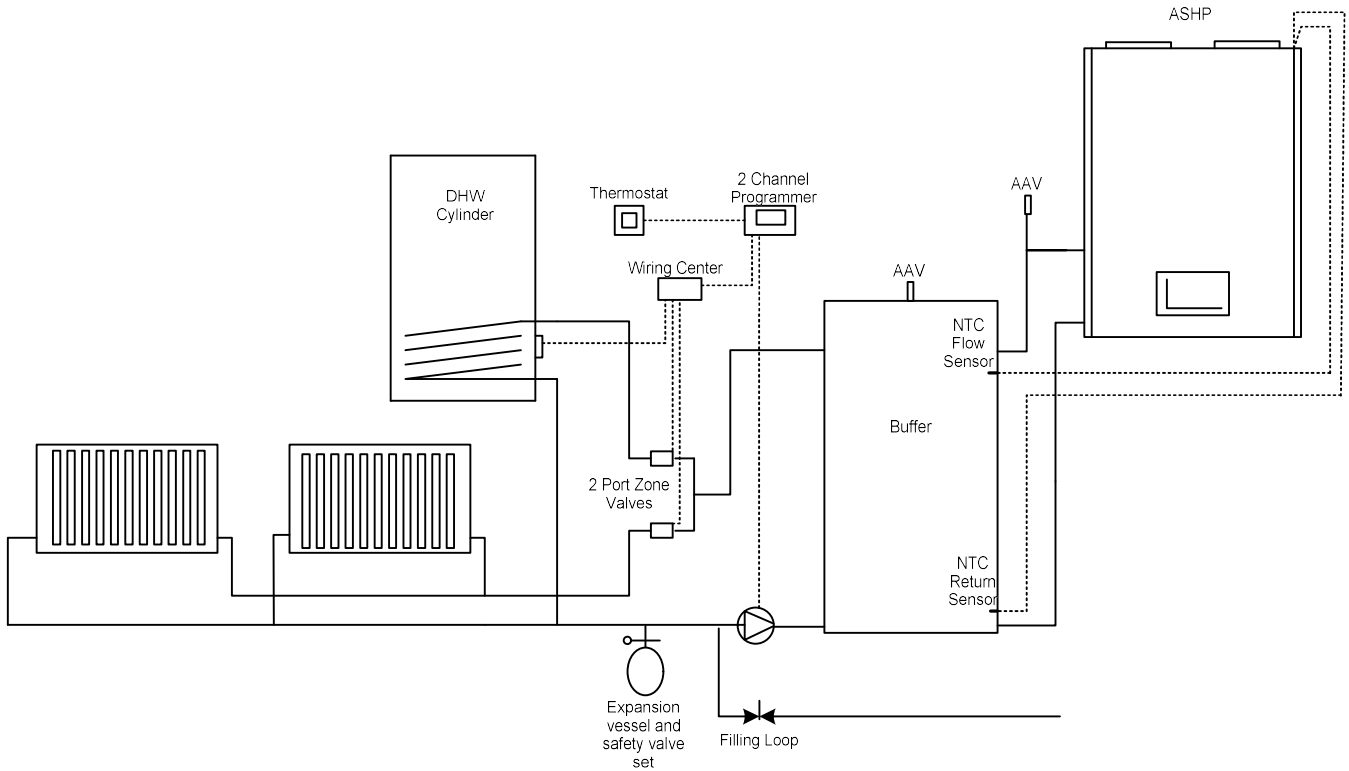 ASHP
DHW
Cylinder
Thermostat
2 Channel
Programmer
AAV
Wiring Center
AAV
NTC
Flow
Sensor
Buffer
2 Port Zone
Valves
NTC
Return
Sensor
Expansion
vessel and
safety valve
set
Filling Loop